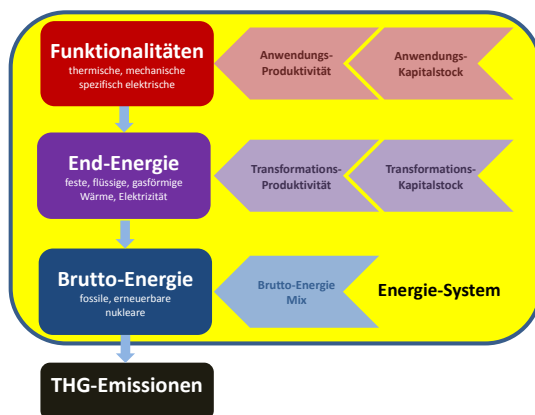 Funktionalitäten
thermische, mechanische
spezifisch elektrische
Anwendungs-
Produktivität
Anwendungs-
Kapitalstock
End-Energie
feste, flüssige, gasförmige
Wärme, Elektrizität
Transformations-
Produktivität
Transformations-
Kapitalstock
Brutto-Energie
fossile, erneuerbare
nukleare
Brutto-Energie
Mix
Energie-System
THG-Emissionen